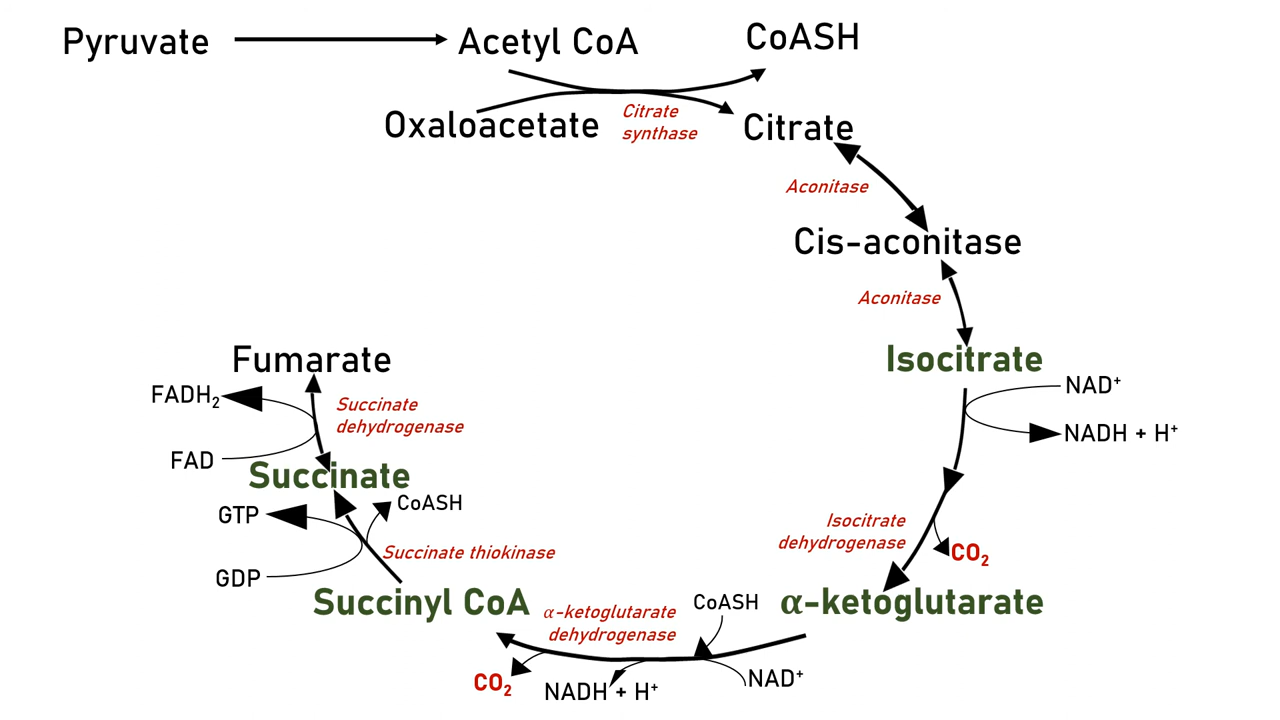 Pyruvate
Acetyl CoA
CoASH
Oxaloacetate
Citrate
synthase
Citrate
Aconitase
Cis-aconitase
Aconitase
Isocitrate
NAD⁺
NADH + H⁺
Isocitrate
dehydrogenase
CO₂
α-ketoglutarate
CoASH
α-ketoglutarate
dehydrogenase
NAD⁺
NADH + H⁺
CO₂
Succinyl CoA
Succinate thiokinase
GDP
GTP
CoASH
Succinate
Succinate
dehydrogenase
FAD
FADH₂
Fumarate